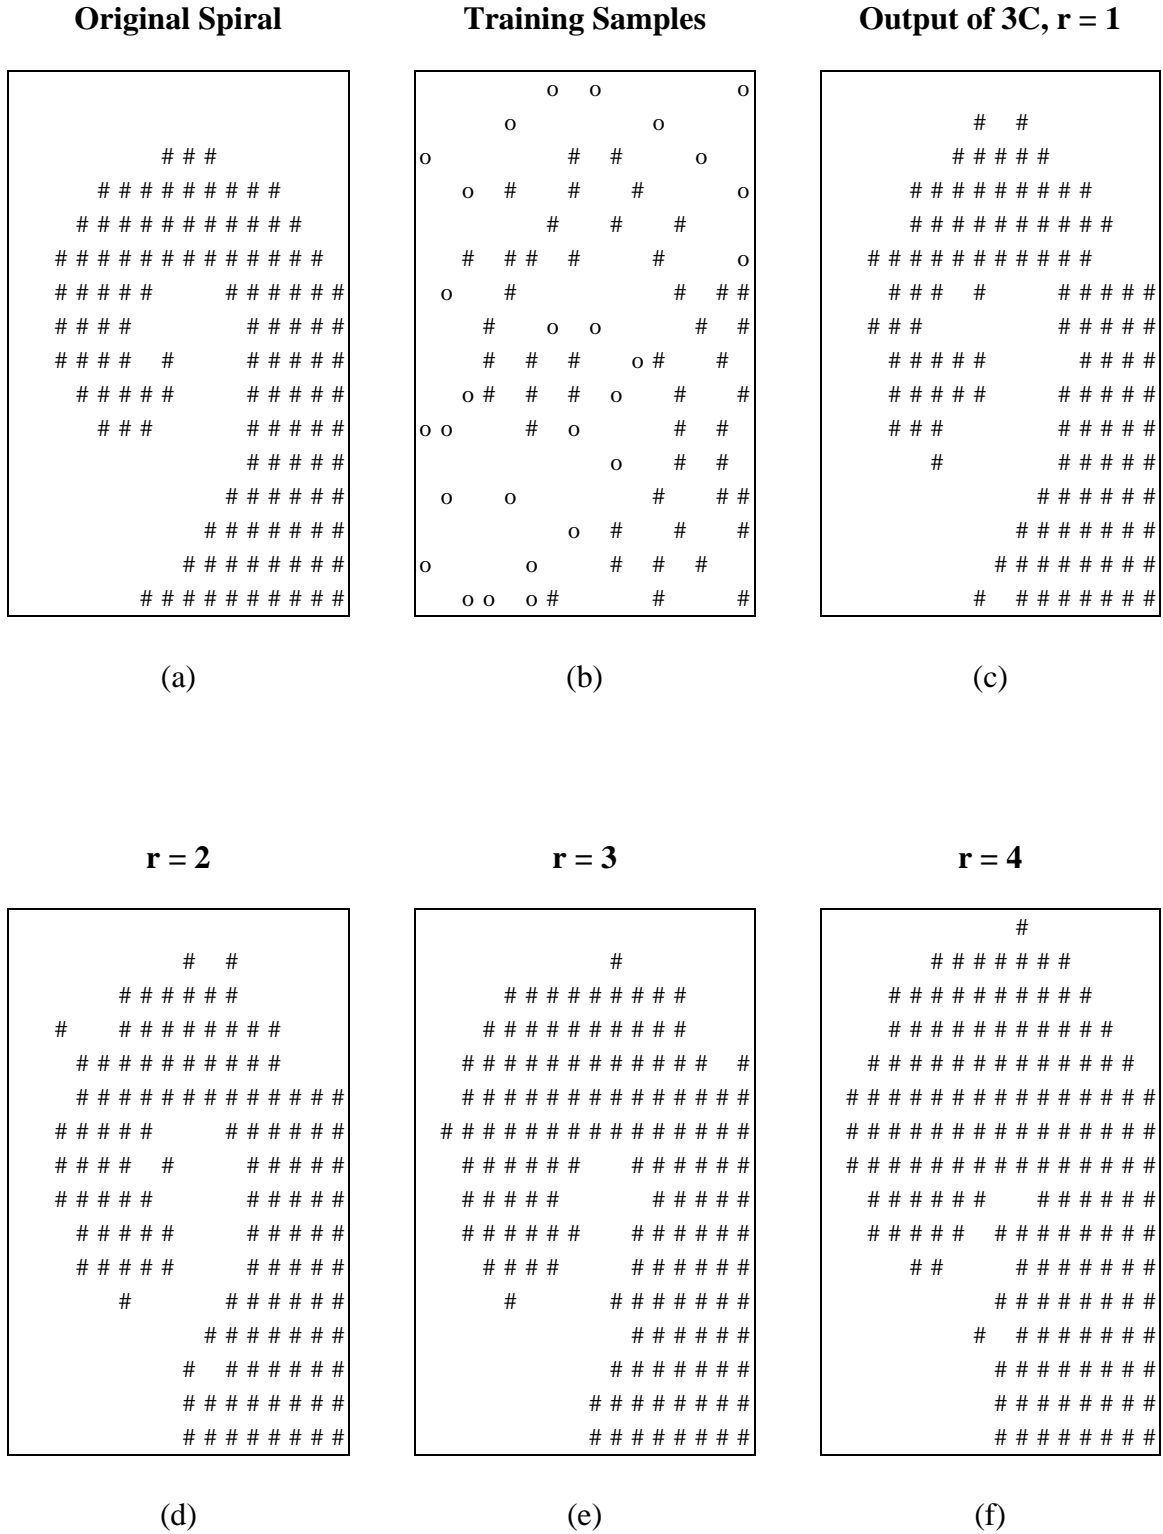 Original Spiral
# # #
# # # # # # # # #
# # # # # # # # # # #
# # # # # # # # # # # # #
# # # # # # # # # # #
# # # # # # # # #
# # # # # # # # # #
# # # # # # # # # #
# # # # # # # #
# # # # #
# # # # # #
# # # # # # #
# # # # # # # #
# # # # # # # # # #
(a)
Training Samples
o o o
o o
o # # o
o # # # o
# # #
# # # # # o
o # # # #
# o o # #
# # # o # #
o # # # o # #
o o # o # #
o # #
o o # # #
o # # #
o o # # #
o o o # # #
(b)
Output of 3C, r = 1
# #
# # # # #
# # # # # # # # #
# # # # # # # # # #
# # # # # # # # # # #
# # # # # # # # #
# # # # # # # #
# # # # # # # # #
# # # # # # # # # #
# # # # # # # #
# # # # # #
# # # # # #
# # # # # # #
# # # # # # # #
# # # # # # # #
(c)
r = 2
# #
# # # # # #
# # # # # # # # #
# # # # # # # # # #
# # # # # # # # # # # # #
# # # # # # # # # # #
# # # # # # # # # #
# # # # # # # # # #
# # # # # # # # # #
# # # # # # # # # #
# # # # # # #
# # # # # # #
# # # # # # #
# # # # # # # #
# # # # # # # #
(d)
r = 3
#
# # # # # # # # #
# # # # # # # # # #
# # # # # # # # # # # # #
# # # # # # # # # # # # # #
# # # # # # # # # # # # # # #
# # # # # # # # # # # #
# # # # # # # # # #
# # # # # # # # # # # #
# # # # # # # # # #
# # # # # # # #
# # # # # #
# # # # # # #
# # # # # # # #
# # # # # # # #
(e)
r = 4
#
# # # # # # #
# # # # # # # # # #
# # # # # # # # # # #
# # # # # # # # # # # # #
# # # # # # # # # # # # # # #
# # # # # # # # # # # # # # #
# # # # # # # # # # # # # # #
# # # # # # # # # # # #
# # # # # # # # # # # # #
# # # # # # # # #
# # # # # # # #
# # # # # # # #
# # # # # # # #
# # # # # # # #
# # # # # # # #
(f)